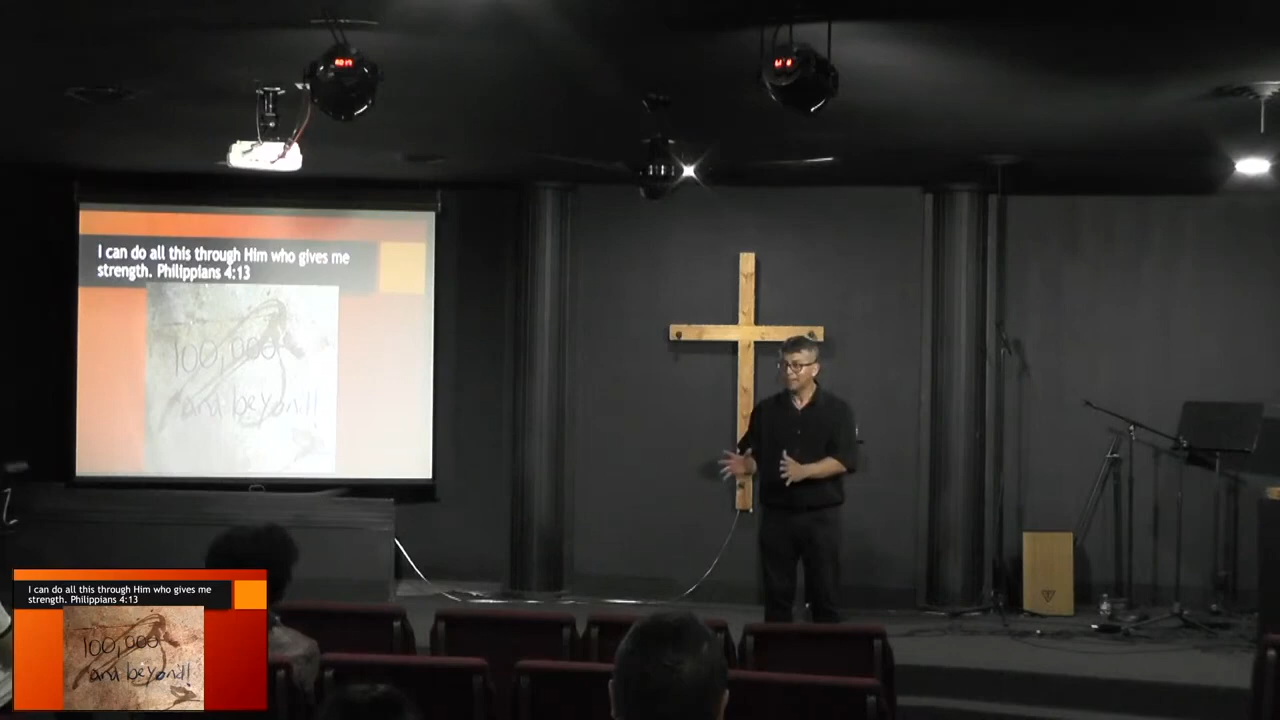 I can do all this through Him who gives me
strength. Philippians 4:13
100,000
and beyond!!
I can do all this through Him who gives me
strength. Philippians 4:13
100,000
and beyond!